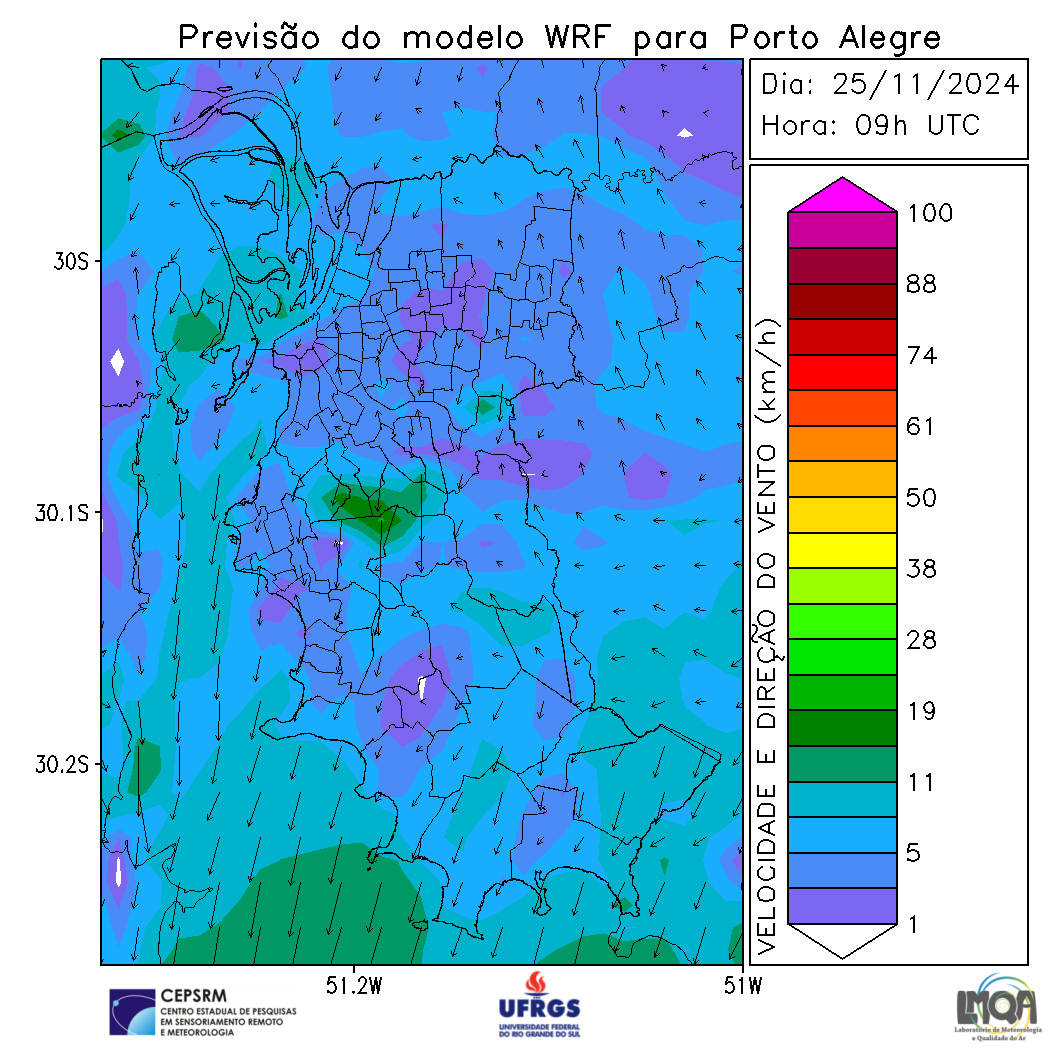 Previsão do modelo WRF para Porto Alegre
Dia: 25/11/2024
Hora: 09h UTC
30S
30.1S
30.2S
51.2W
51W
VELOCIDADE E DIREÇÃO DO VENTO (km/h)
100
88
74
61
50
38
28
19
11
5
1
CEPSRM
CENTRO ESTADUAL DE PESQUISAS
EM SENSORIAMENTO REMOTO
E METEOROLOGIA
UFRGS
UNIVERSIDADE FEDERAL
DO RIO GRANDE DO SUL
LMQA
Laboratório de Meteorologia
e Qualidade do Ar